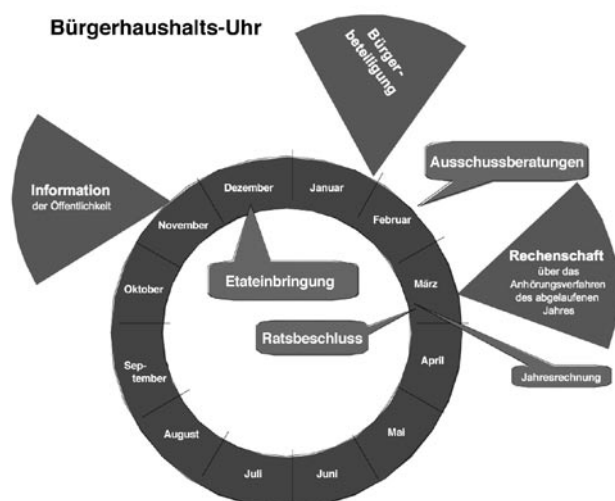 Bürgerhaushalts-Uhr
Bürger-
beteiligung
Ausschussberatungen
Information
der Öffentlichkeit
Dezember
Januar
November
Februar
Rechenschaft
über das
Anhörungsverfahren
des abgelaufenen
Jahres
Etateinbringung
Oktober
März
Ratsbeschluss
April
Jahresrechnung
Sep-
tember
August
Mai
Juli
Juni